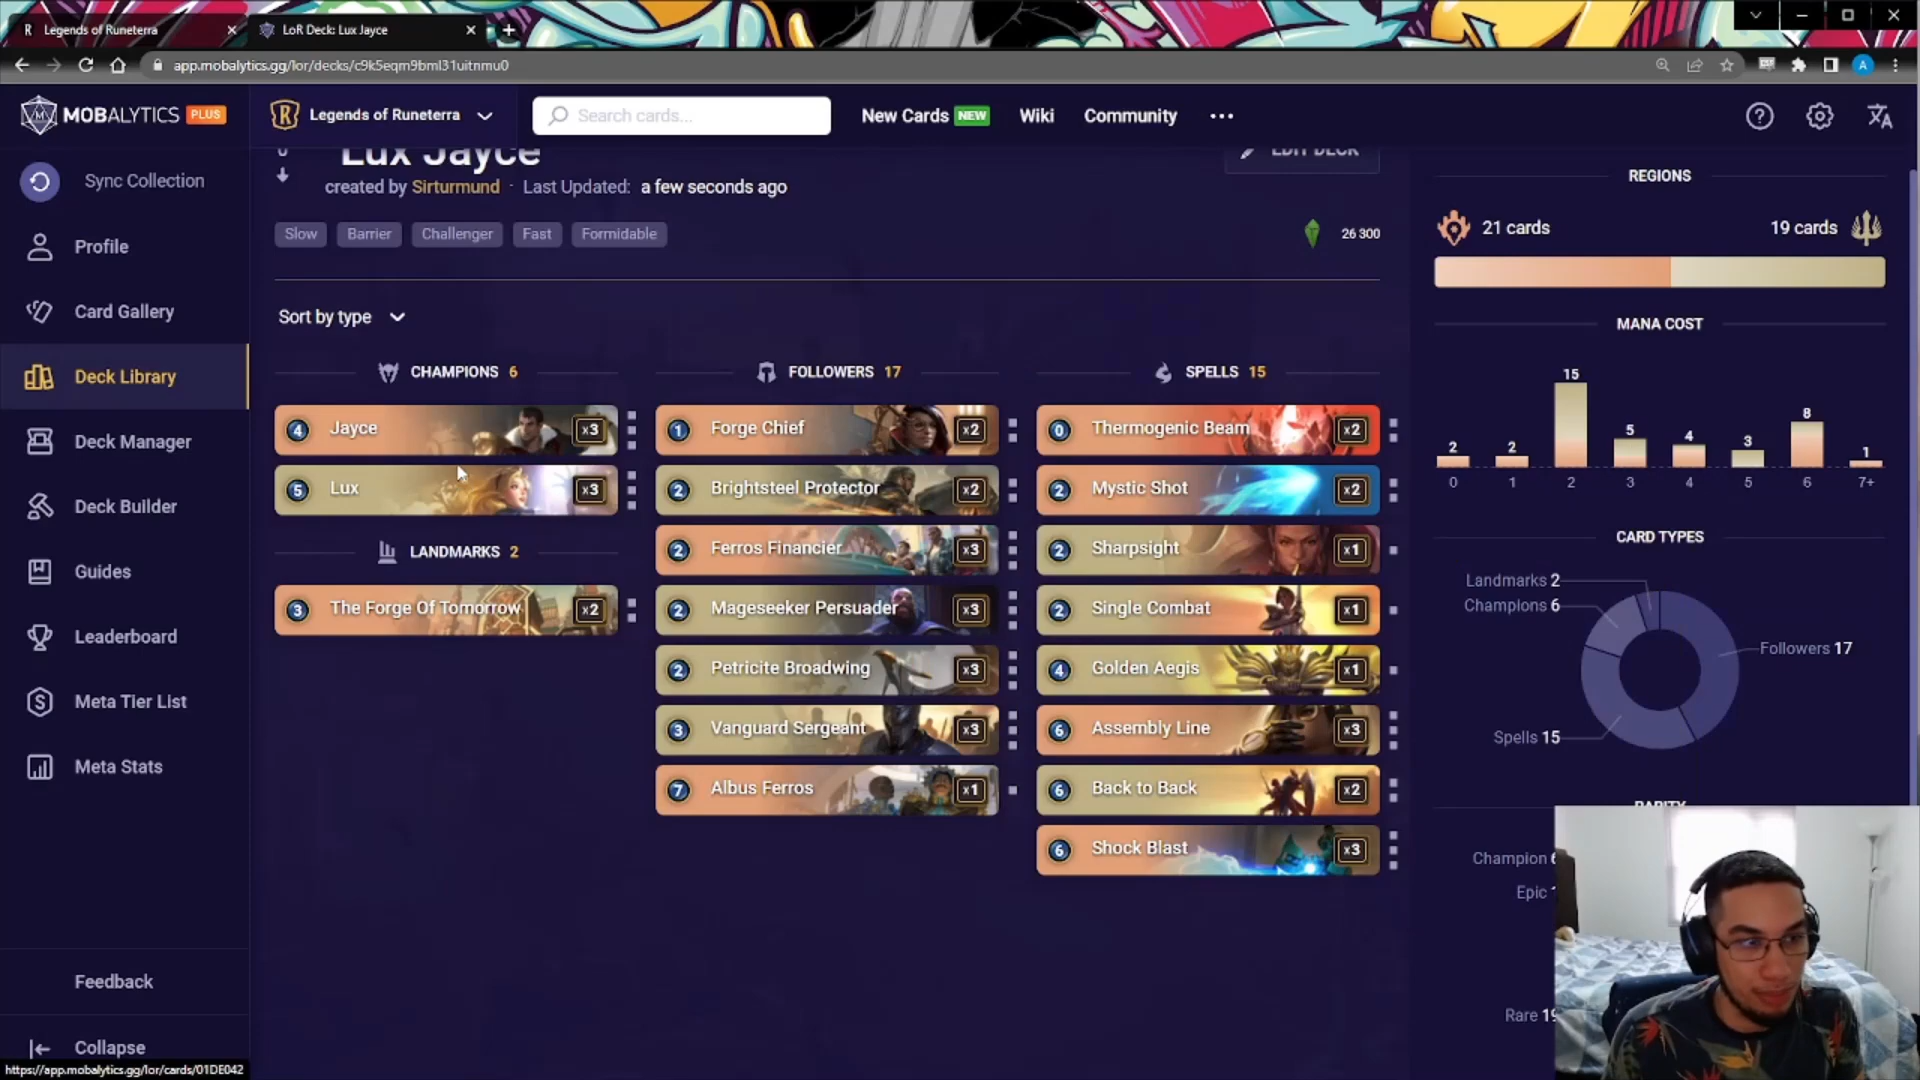 Legends of Runeterra
LoR Deck: Lux Jayce
app.mobalytics.gg/lor/decks/c9k5eqm9bml31uitnmu0
A
MOBALYTICS PLUS
Legends of Runeterra
Search cards...
New Cards NEW
Wiki
Community
Sync Collection
Profile
Card Gallery
Deck Library
Deck Manager
Deck Builder
Guides
Leaderboard
Meta Tier List
Meta Stats
Feedback
Collapse
https://app.mobalytics.gg/lor/cards/01DE042
Lux Jayce
EDIT DECK
created by Sirturmund · Last Updated: a few seconds ago
Slow
Barrier
Challenger
Fast
Formidable
26 300
Sort by type
CHAMPIONS 6
4 Jayce x3
5 Lux x3
LANDMARKS 2
3 The Forge Of Tomorrow x2
FOLLOWERS 17
1 Forge Chief x2
2 Brightsteel Protector x2
2 Ferros Financier x3
2 Mageseeker Persuader x3
2 Petricite Broadwing x3
3 Vanguard Sergeant x3
7 Albus Ferros x1
SPELLS 15
0 Thermogenic Beam x2
2 Mystic Shot x2
2 Sharpsight x1
2 Single Combat x1
4 Golden Aegis x1
6 Assembly Line x3
6 Back to Back x2
6 Shock Blast x3
REGIONS
21 cards
19 cards
MANA COST
2 2 15 5 4 3 8 1
0 1 2 3 4 5 6 7+
CARD TYPES
Landmarks 2
Champions 6
Followers 17
Spells 15
Champion
Epic
Rare